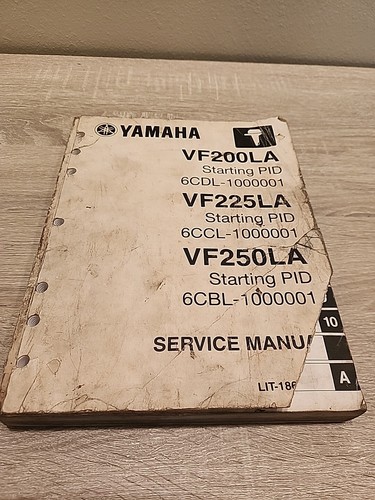 YAMAHA
VF200LA
Starting PID
6CDL-1000001
VF225LA
Starting PID
6CCL-1000001
VF250LA
Starting PID
6CBL-1000001
10
SERVICE MANU
A
LIT-186